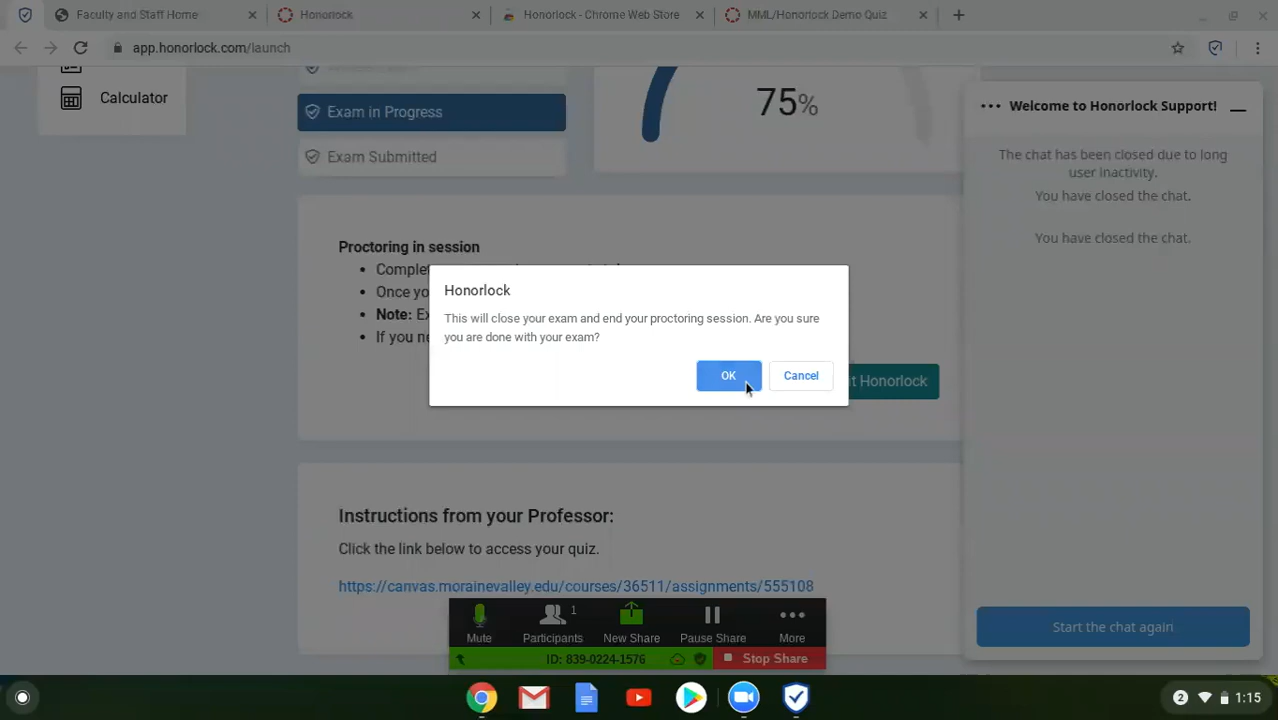 Faculty and Staff Home
Honorlock
Honorlock - Chrome Web Store
MML/Honorlock Demo Quiz
app.honorlock.com/launch
Calculator
Exam in Progress
Exam Submitted
75%
Welcome to Honorlock Support!
The chat has been closed due to long
user inactivity.
You have closed the chat.
You have closed the chat.
Proctoring in session
Once
Note:
If you
Honorlock
This will close your exam and end your proctoring session. Are you sure
you are done with your exam?
OK
Cancel
Honorlock
Instructions from your Professor:
Click the link below to access your quiz.
https://canvas.morainevalley.edu/courses/36511/assignments/555108
Start the chat again
Mute
Participants
1
New Share
Pause Share
More
ID: 839-0224-1576
Stop Share
2
1:15